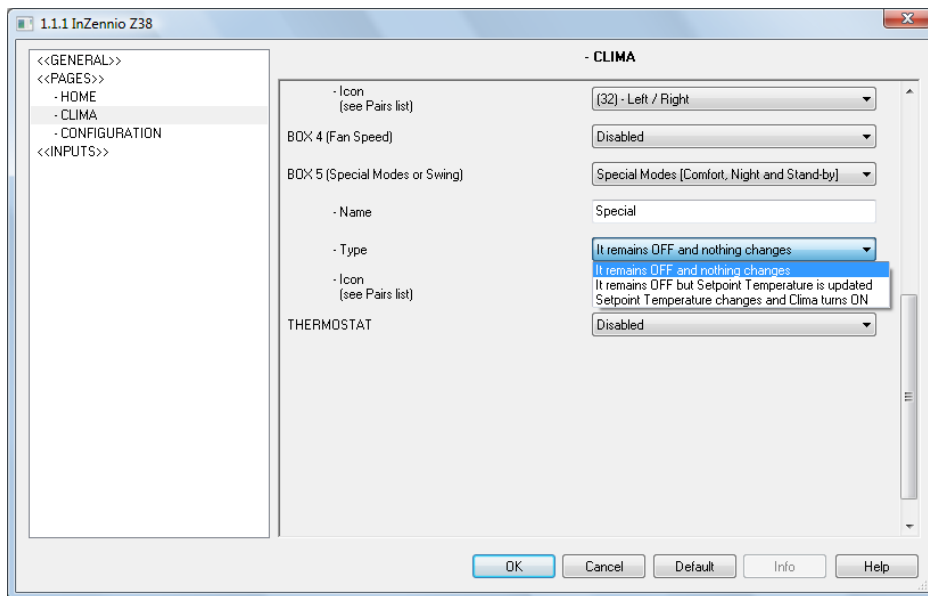 1.1.1 InZennio Z38
<<GENERAL>>
<<PAGES>>
- HOME
- CLIMA
- CONFIGURATION
<<INPUTS>>
- CLIMA
- Icon
(see Pairs list)
(32) - Left / Right
BOX 4 (Fan Speed)
Disabled
BOX 5 (Special Modes or Swing)
Special Modes [Comfort, Night and Stand-by]
- Name
Special
- Type
It remains OFF and nothing changes
It remains OFF and nothing changes
It remains OFF but Setpoint Temperature is updated
Setpoint Temperature changes and Clima turns ON
- Icon
(see Pairs list)
THERMOSTAT
Disabled
OK
Cancel
Default
Info
Help